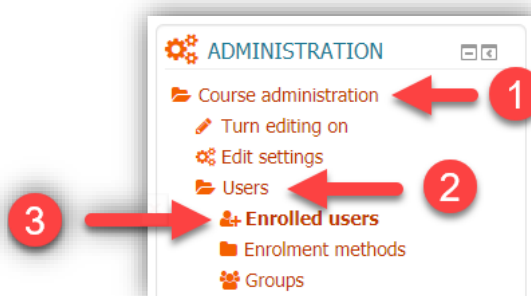 ADMINISTRATION
Course administration
1
Turn editing on
Edit settings
Users
2
3
Enrolled users
Enrolment methods
Groups